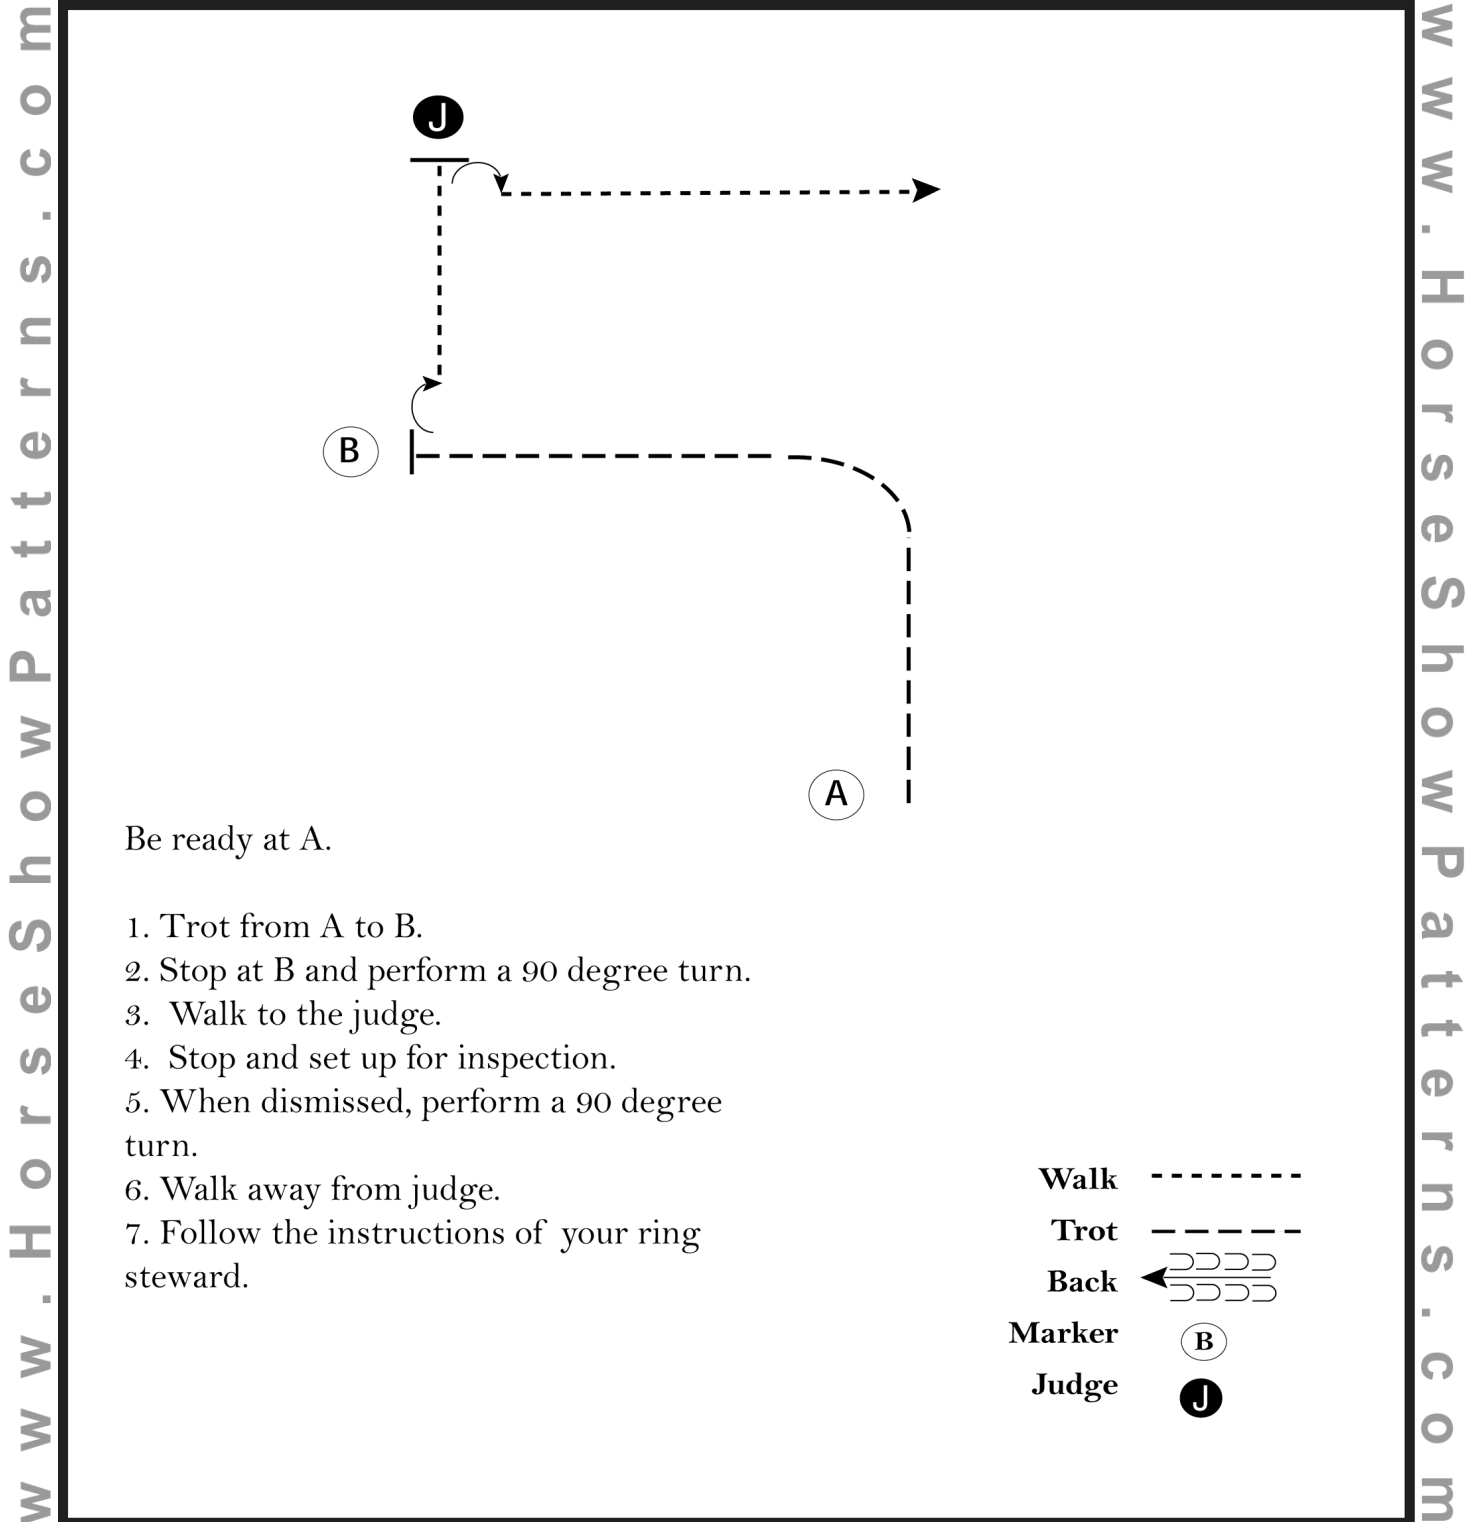 www.HorseShowPattterns.com
www.HorseShowPattterns.com
J
B
A
Be ready at A.
1. Trot from A to B.
2. Stop at B and perform a 90 degree turn.
3. Walk to the judge.
4. Stop and set up for inspection.
5. When dismissed, perform a 90 degree
turn.
6. Walk away from judge.
7. Follow the instructions of your ring
steward.
Walk
Trot
Back
Marker B
Judge J